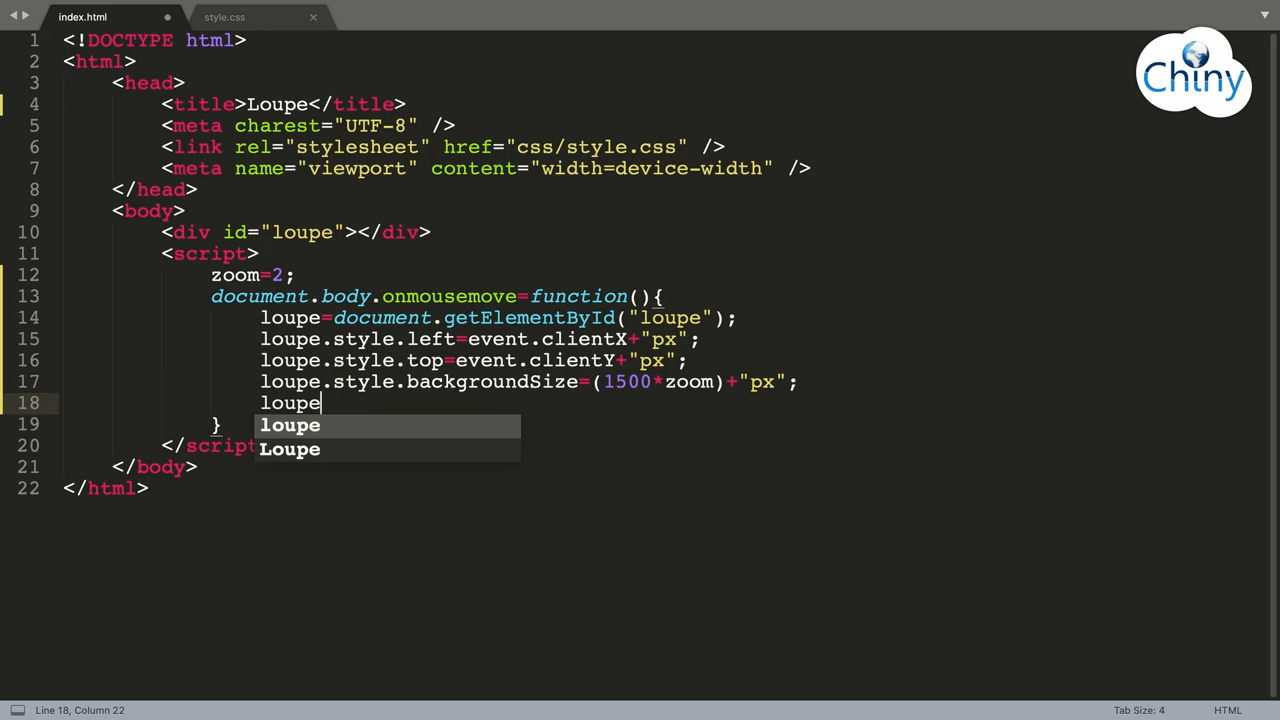 index.html
style.css
Chiny
1 <!DOCTYPE html>
2 <html>
3 <head>
4 <title>Loupe</title>
5 <meta charest="UTF-8" />
6 <link rel="stylesheet" href="css/style.css" />
7 <meta name="viewport" content="width=device-width" />
8 </head>
9 <body>
10 <div id="loupe"></div>
11 <script>
12 zoom=2;
13 document.body.onmousemove=function(){
14 loupe=document.getElementById("loupe");
15 loupe.style.left=event.clientX+"px";
16 loupe.style.top=event.clientY+"px";
17 loupe.style.backgroundSize=(1500*zoom)+"px";
18 loupe
19 }
loupe
20 </script
Loupe
21 </body>
22 </html>
Line 18, Column 22
Tab Size: 4
HTML